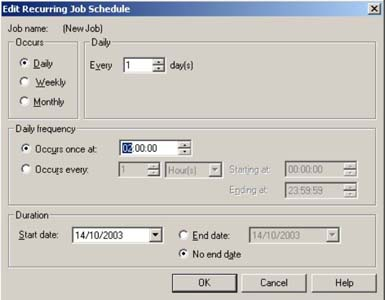 Edit Recurring Job Schedule
Job name: (New Job)
Occurs
Daily
Weekly
Monthly
Daily
Every 1 day(s)
Daily frequency
Occurs once at: 02:00:00
Occurs every: 1 Hour(s) Starting at: 00:00:00
Ending at: 23:59:59
Duration
Start date: 14/10/2003 End date: 14/10/2003
No end date
OK Cancel Help